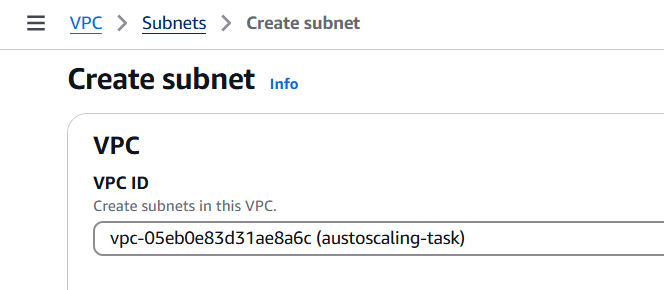 VPC > Subnets > Create subnet
Create subnet Info
VPC
VPC ID
Create subnets in this VPC.
vpc-05eb0e83d31ae8a6c (austoscaling-task)